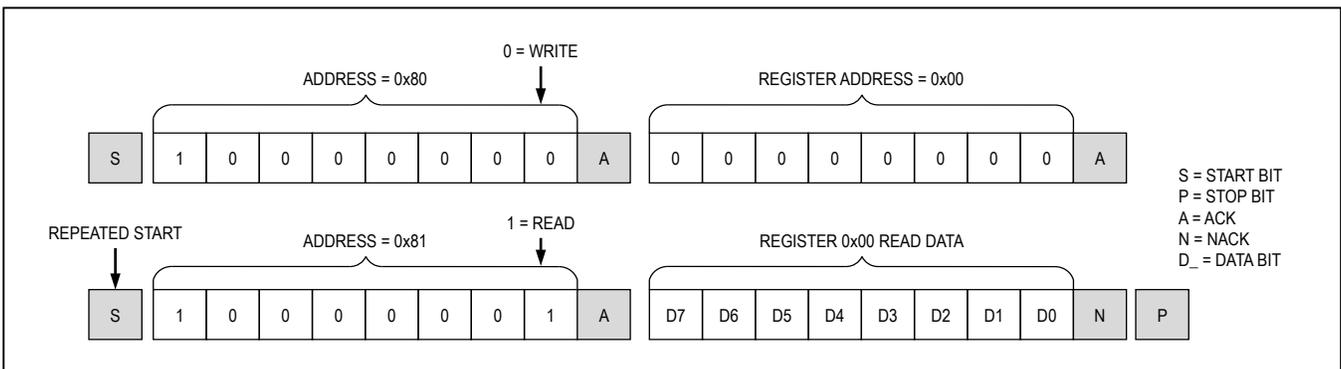 0 = WRITE
ADDRESS = 0x80
REGISTER ADDRESS = 0x00
S 1 0 0 0 0 0 0 0 A 0 0 0 0 0 0 0 0 A
S = START BIT
P = STOP BIT
A = ACK
N = NACK
D_ = DATA BIT
REPEATED START
1 = READ
ADDRESS = 0x81
REGISTER 0x00 READ DATA
S 1 0 0 0 0 0 0 1 A D7 D6 D5 D4 D3 D2 D1 D0 N P